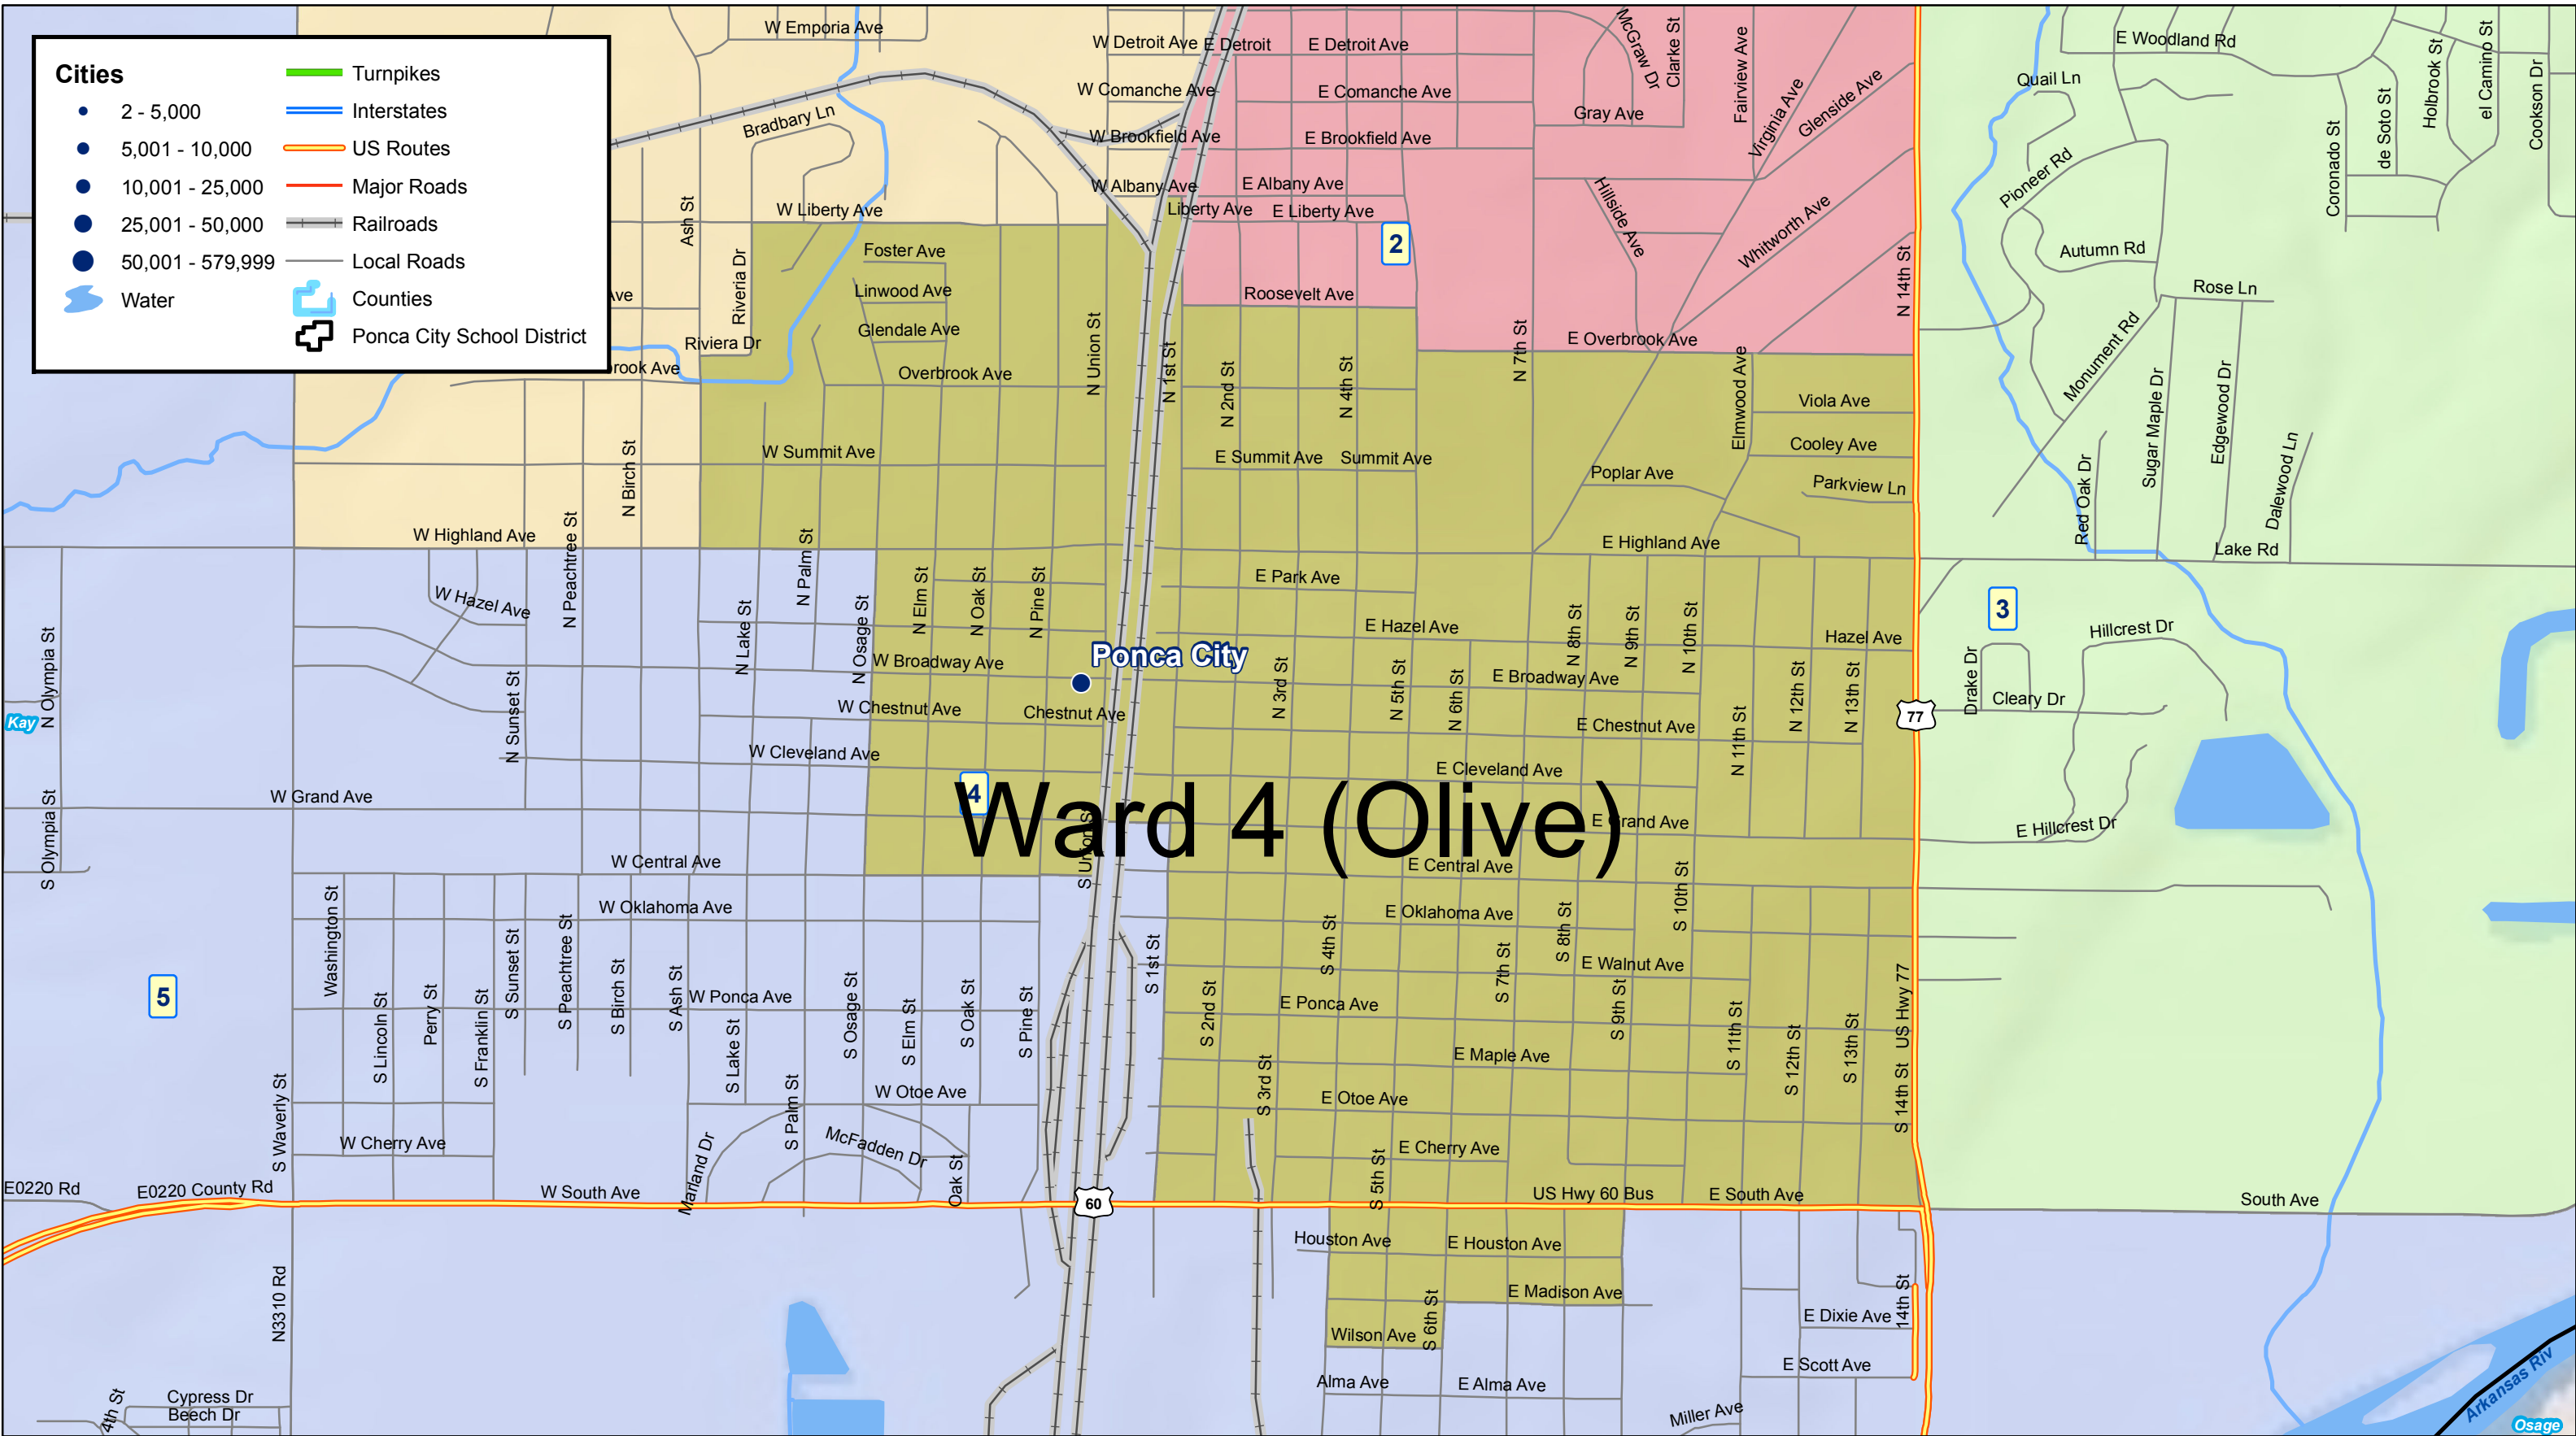 Cities
2 - 5,000
5,001 - 10,000
10,001 - 25,000
25,001 - 50,000
50,001 - 579,999
Water
Turnpikes
Interstates
US Routes
Major Roads
Railroads
Local Roads
Counties
Ponca City School District
W Emporia Ave
W Detroit Ave
E Detroit
E Detroit Ave
McGraw Dr
Clarke St
Fairview Ave
E Woodland Rd
Quail Ln
Holbrook St
el Camino St
Cookson Dr
de Soto St
Coronado St
W Comanche Ave
E Comanche Ave
Bradbary Ln
Gray Ave
Virginia Ave
Glenside Ave
W Brookfield Ave
E Brookfield Ave
Pioneer Rd
Ash St
W Albany Ave
E Albany Ave
W Liberty Ave
Liberty Ave
E Liberty Ave
Hillside Ave
Whitworth Ave
2
Foster Ave
Autumn Rd
Riveria Dr
Linwood Ave
Roosevelt Ave
N 14th St
Rose Ln
Ave
Glendale Ave
Riviera Dr
N Union St
N 1st St
N 7th St
E Overbrook Ave
Monument Rd
brook Ave
Overbrook Ave
N 2nd St
N 4th St
Elmwood Ave
Viola Ave
Sugar Maple Dr
Edgewood Dr
W Summit Ave
E Summit Ave
Summit Ave
Cooley Ave
Poplar Ave
Parkview Ln
Red Oak Dr
Dalewood Ln
N Birch St
W Highland Ave
E Highland Ave
Lake Rd
N Peachtree St
N Palm St
E Park Ave
W Hazel Ave
N Lake St
N Osage St
N Elm St
N Oak St
N Pine St
E Hazel Ave
N 8th St
N 9th St
N 10th St
Hazel Ave
3
Hillcrest Dr
N Olympia St
W Broadway Ave
Ponca City
E Broadway Ave
N 3rd St
N 5th St
N 6th St
N 12th St
N 13th St
Drake Dr
Cleary Dr
Kay
N Sunset St
W Chestnut Ave
Chestnut Ave
E Chestnut Ave
N 11th St
77
W Cleveland Ave
E Cleveland Ave
W Grand Ave
4
Ward 4 (Olive)
E Grand Ave
E Hillcrest Dr
S Olympia St
S Union St
W Central Ave
E Central Ave
W Oklahoma Ave
E Oklahoma Ave
S 10th St
Washington St
S Sunset St
S Peachtree St
S 1st St
S 4th St
S 8th St
E Walnut Ave
5
S Lincoln St
Perry St
S Franklin St
S Birch St
S Ash St
W Ponca Ave
S Osage St
S Elm St
S Oak St
S Pine St
S 2nd St
E Ponca Ave
S 7th St
S 9th St
US Hwy 77
S Lake St
E Maple Ave
S 11th St
S 12th St
S 13th St
S 14th St
S Waverly St
W Otoe Ave
S 3rd St
E Otoe Ave
S Palm St
W Cherry Ave
McFadden Dr
E Cherry Ave
Marland Dr
Oak St
S 5th St
E0220 Rd
E0220 County Rd
W South Ave
60
US Hwy 60 Bus
E South Ave
South Ave
Houston Ave
E Houston Ave
N3310 Rd
E Madison Ave
14th St
S 6th St
Wilson Ave
E Dixie Ave
E Scott Ave
Alma Ave
E Alma Ave
Cypress Dr
4th St
Beech Dr
Miller Ave
Arkansas Riv
Osage